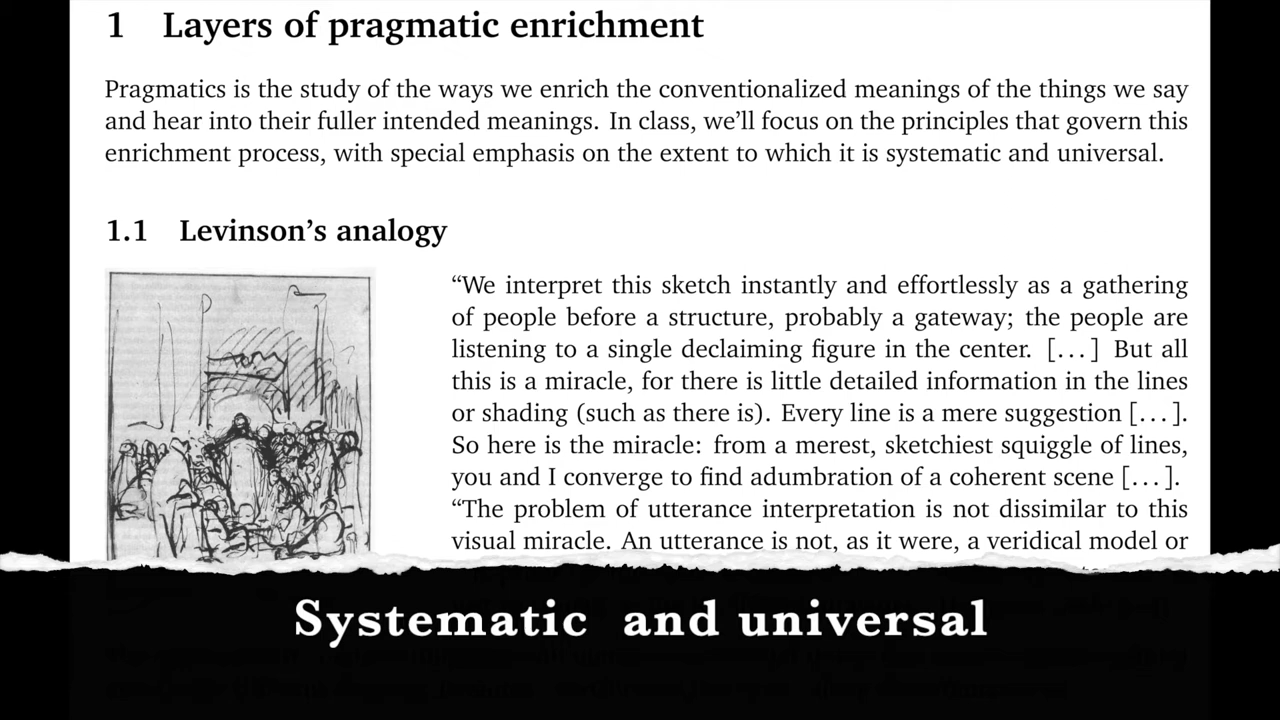 1 Layers of pragmatic enrichment
Pragmatics is the study of the ways we enrich the conventionalized meanings of the things we say
and hear into their fuller intended meanings. In class, we’ll focus on the principles that govern this
enrichment process, with special emphasis on the extent to which it is systematic and universal.
1.1 Levinson’s analogy
“We interpret this sketch instantly and effortlessly as a gathering
of people before a structure, probably a gateway; the people are
listening to a single declaiming figure in the center. [...] But all
this is a miracle, for there is little detailed information in the lines
or shading (such as there is). Every line is a mere suggestion [...].
So here is the miracle: from a merest, sketchiest squiggle of lines,
you and I converge to find adumbration of a coherent scene [...].
“The problem of utterance interpretation is not dissimilar to this
visual miracle. An utterance is not, as it were, a veridical model or
Systematic and universal